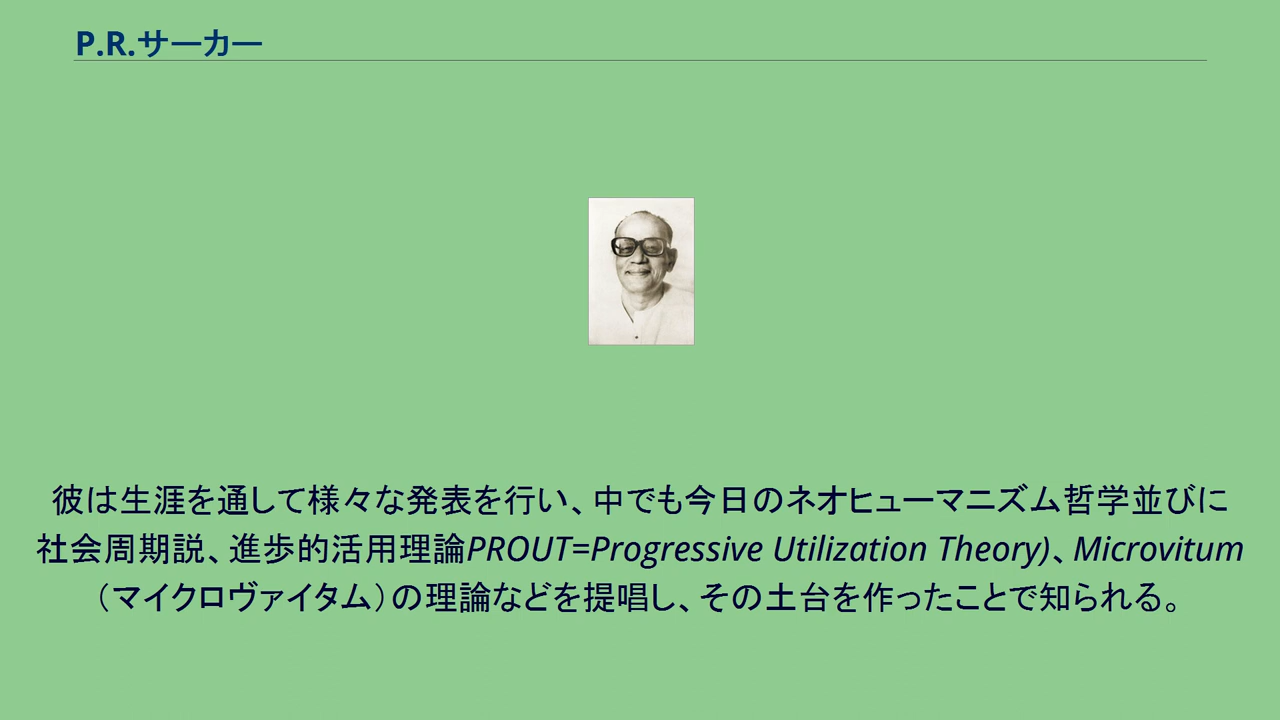 P.R.サーカー
彼は生涯を通して様々な発表を行い、中でも今日のネオヒューマニズム哲学並びに
社会周期説、進歩的活用理論PROUT=Progressive Utilization Theory)、Microvitum
（マイクロヴァイタム）の理論などを提唱し、その土台を作ったことで知られる。